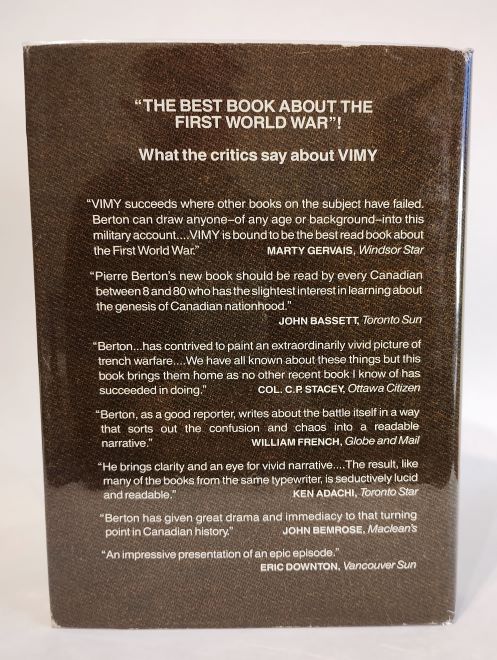 “THE BEST BOOK ABOUT THE
FIRST WORLD WAR”!
What the critics say about VIMY
“VIMY succeeds where other books on the subject have failed.
Berton can draw anyone–of any age or background–into this
military account....VIMY is bound to be the best read book about
the First World War.” MARTY GERVAIS, Windsor Star
“Pierre Berton's new book should be read by every Canadian
between 8 and 80 who has the slightest interest in learning about
the genesis of Canadian nationhood.”
JOHN BASSETT, Toronto Sun
“Berton...has contrived to paint an extraordinarily vivid picture of
trench warfare....We have all known about these things but this
book brings them home as no other recent book I know of has
succeeded in doing.” COL. C.P. STACEY, Ottawa Citizen
“Berton, as a good reporter, writes about the battle itself in a way
that sorts out the confusion and chaos into a readable
narrative.” WILLIAM FRENCH, Globe and Mail
“He brings clarity and an eye for vivid narrative....The result, like
many of the books from the same typewriter, is seductively lucid
and readable.” KEN ADACHI, Toronto Star
“Berton has given great drama and immediacy to that turning
point in Canadian history.” JOHN BEMROSE, Maclean's
“An impressive presentation of an epic episode.”
ERIC DOWNTON, Vancouver Sun